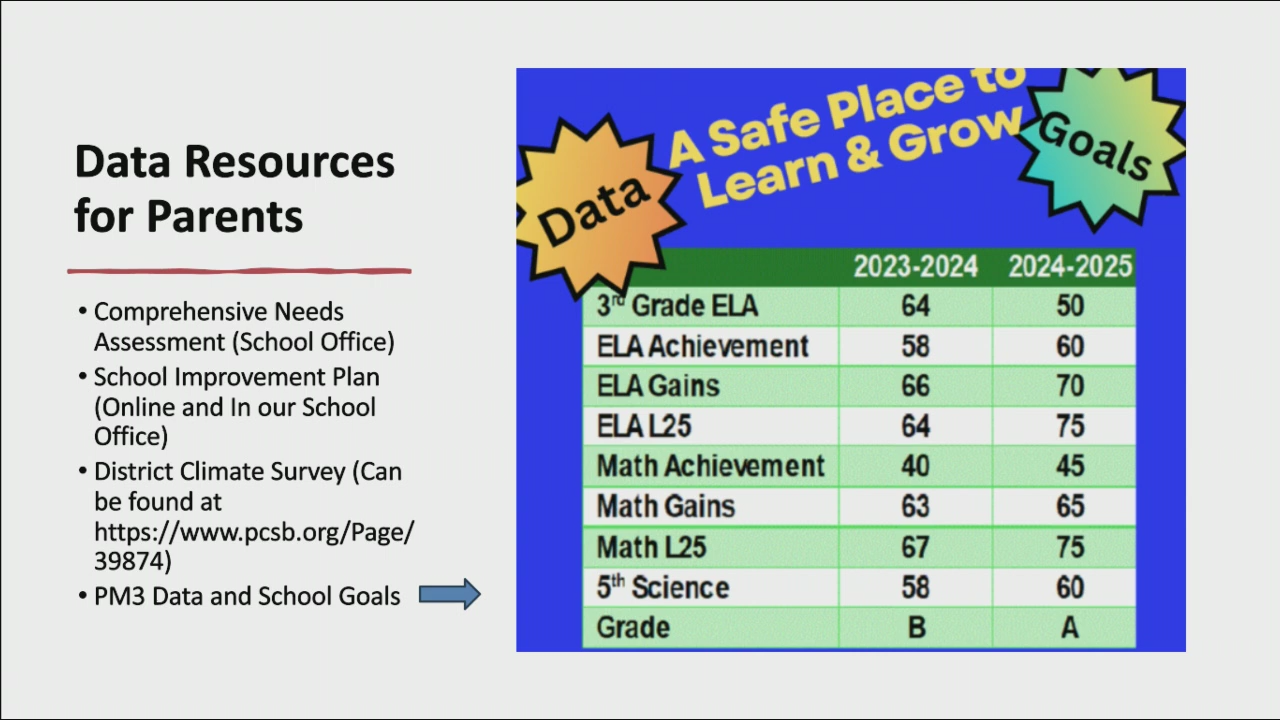 Data Resources
for Parents
• Comprehensive Needs
Assessment (School Office)
• School Improvement Plan
(Online and In our School
Office)
• District Climate Survey (Can
be found at
https://www.pcsb.org/Page/
39874)
• PM3 Data and School Goals
A Safe Place to
Learn & Grow
Data
Goals
2023-2024 2024-2025
3rd Grade ELA 64 50
ELA Achievement 58 60
ELA Gains 66 70
ELA L25 64 75
Math Achievement 40 45
Math Gains 63 65
Math L25 67 75
5th Science 58 60
Grade B A